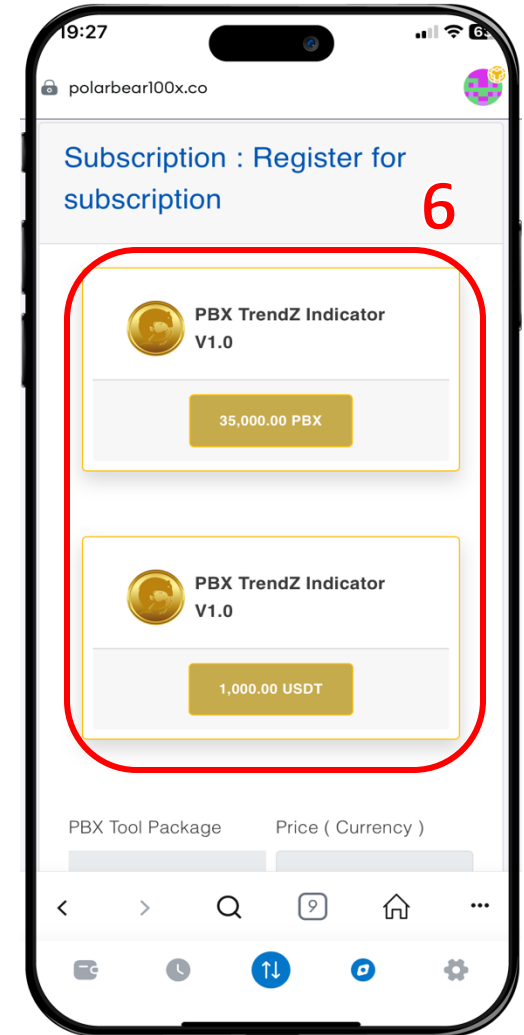 19:27
polarbear100x.co
Subscription : Register for
subscription
6
PBX TrendZ Indicator
V1.0
35,000.00 PBX
PBX TrendZ Indicator
V1.0
1,000.00 USDT
PBX Tool Package
Price ( Currency )
9